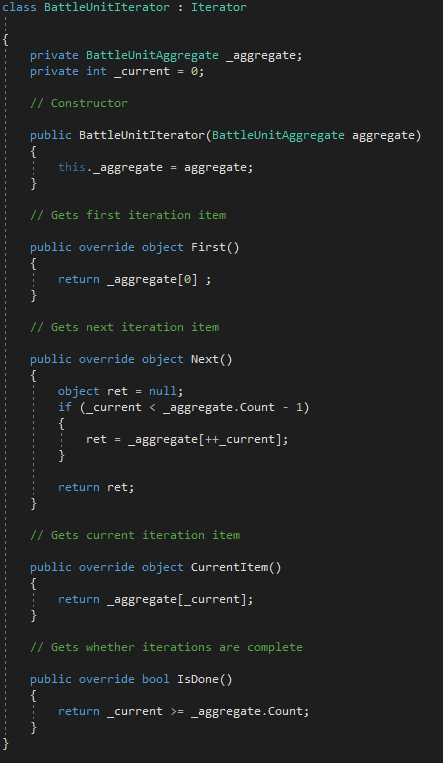 class BattleUnitIterator : Iterator
{
private BattleUnitAggregate _aggregate;
private int _current = 0;
// Constructor
public BattleUnitIterator(BattleUnitAggregate aggregate)
{
this._aggregate = aggregate;
}
// Gets first iteration item
public override object First()
{
return _aggregate[0] ;
}
// Gets next iteration item
public override object Next()
{
object ret = null;
if (_current < _aggregate.Count - 1)
{
ret = _aggregate[++_current];
}
return ret;
}
// Gets current iteration item
public override object CurrentItem()
{
return _aggregate[_current];
}
// Gets whether iterations are complete
public override bool IsDone()
{
return _current >= _aggregate.Count;
}
}